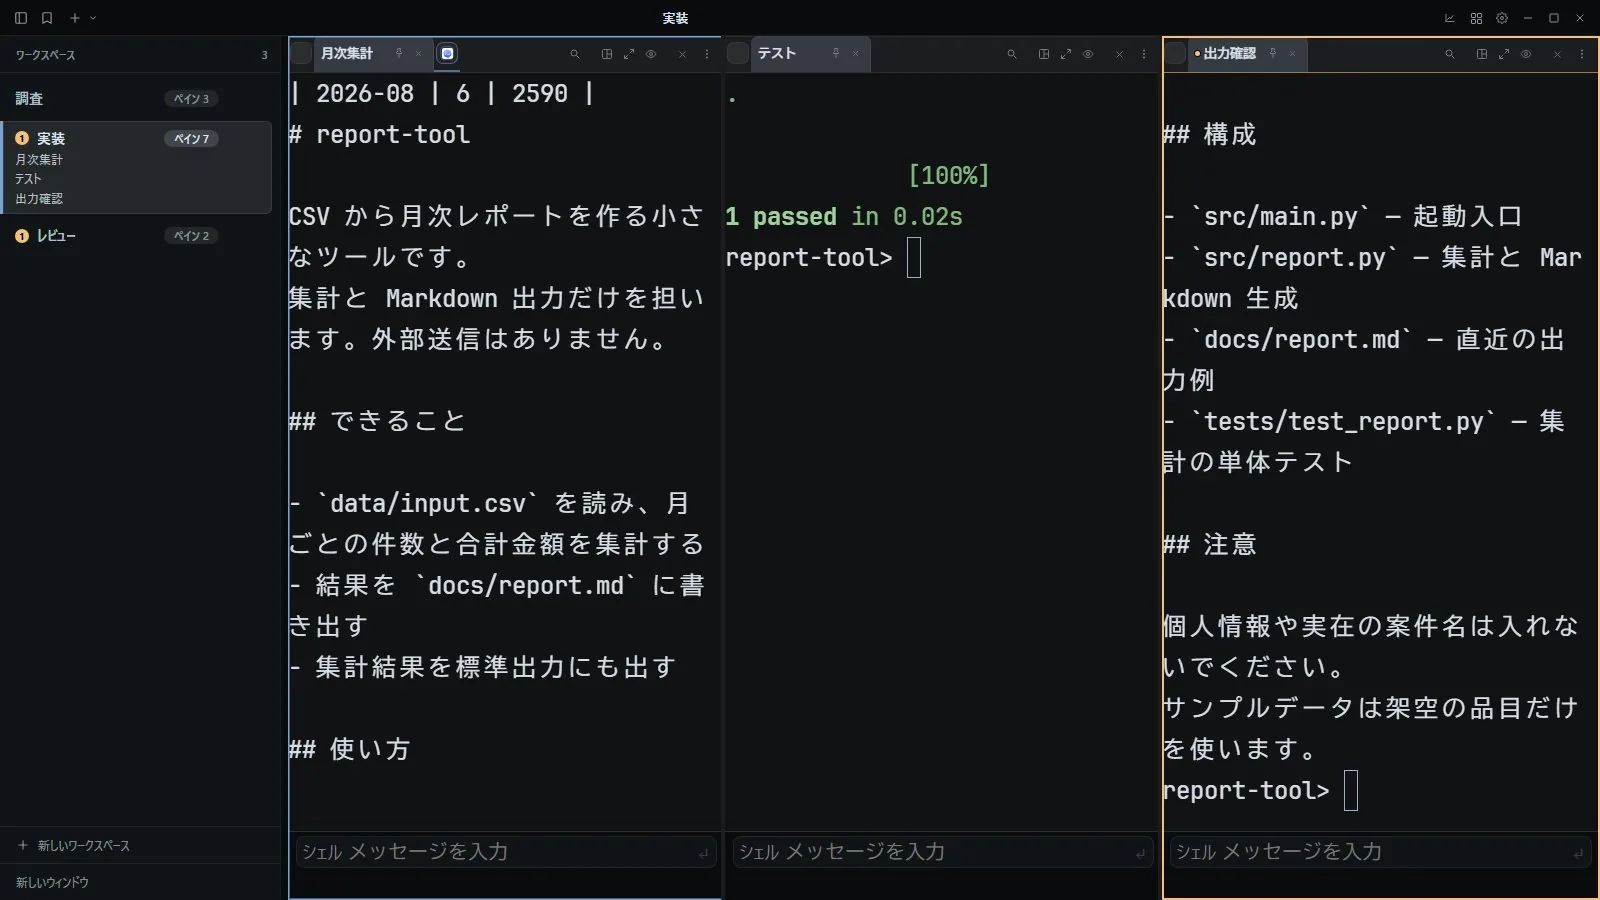 実装
ワークスペース 3
調査 ペイン 3
1 実装 ペイン 7
月次集計
テスト
出力確認
1 レビュー ペイン 2
+ 新しいワークスペース
新しいウィンドウ
月次集計
| 2026-08 | 6 | 2590 |
# report-tool
CSV から月次レポートを作る小さ
なツールです。
集計と Markdown 出力だけを担い
ます。外部送信はありません。
## できること
- `data/input.csv` を読み、月
ごとの件数と合計金額を集計する
- 結果を `docs/report.md` に書
き出す
- 集計結果を標準出力にも出す
## 使い方
シェル メッセージを入力
テスト
.
[100%]
1 passed in 0.02s
report-tool>
シェル メッセージを入力
出力確認
## 構成
- `src/main.py` — 起動入口
- `src/report.py` — 集計と Mar
kdown 生成
- `docs/report.md` — 直近の出
力例
- `tests/test_report.py` — 集
計の単体テスト
## 注意
個人情報や実在の案件名は入れな
いでください。
サンプルデータは架空の品目だけ
を使います。
report-tool>
シェル メッセージを入力